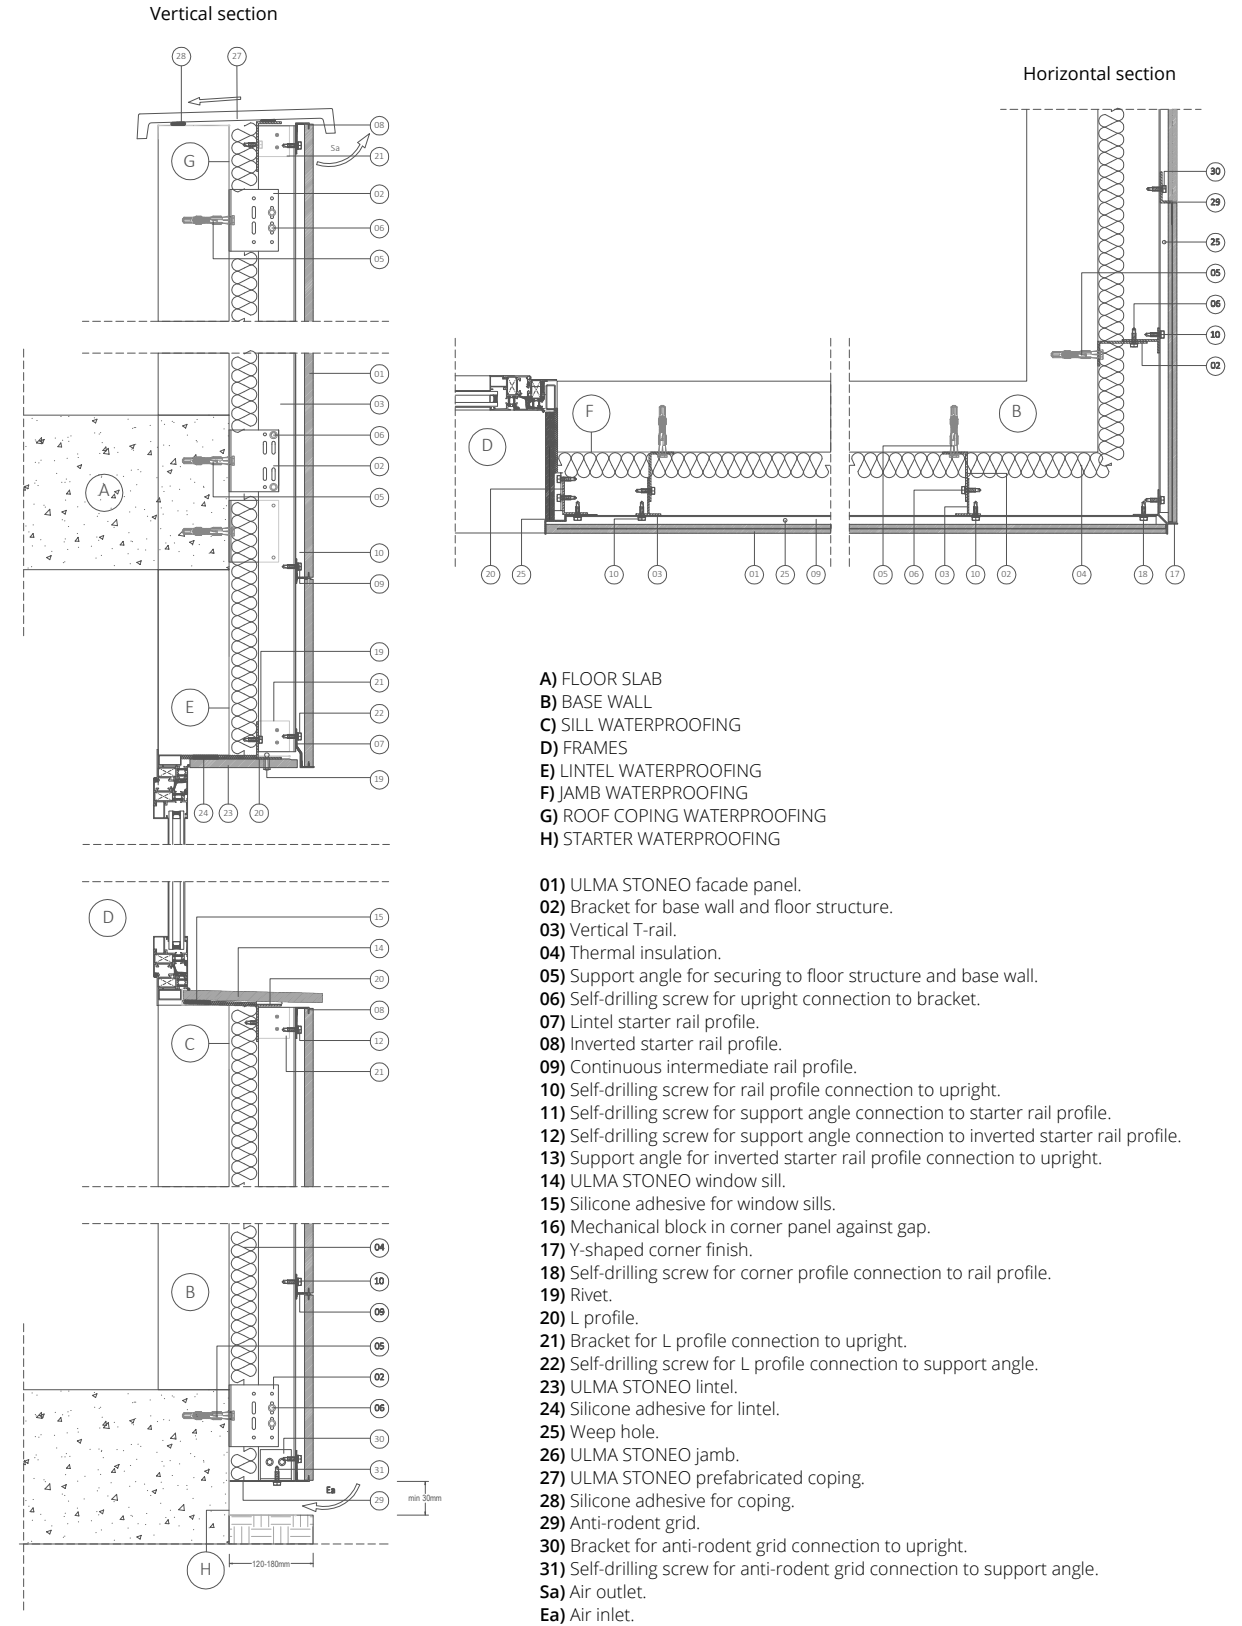 Vertical section
28
27
08
Sa
G
21
02
06
05
01
03
06
02
A
05
10
09
19
21
E
22
07
19
24
23
20
D
15
14
20
08
C
12
21
04
10
B
09
05
02
06
30
31
Ea
29
min 30mm
120-180mm
H
Horizontal section
30
29
25
05
06
10
02
F
B
D
05
20
25
20
25
10
03
01
25
09
05
06
03
10
02
04
18
17
06
03
A) FLOOR SLAB
B) BASE WALL
C) SILL WATERPROOFING
D) FRAMES
E) LINTEL WATERPROOFING
F) JAMB WATERPROOFING
G) ROOF COPING WATERPROOFING
H) STARTER WATERPROOFING
01) ULMA STONEO facade panel.
02) Bracket for base wall and floor structure.
03) Vertical T-rail.
04) Thermal insulation.
05) Support angle for securing to floor structure and base wall.
06) Self-drilling screw for upright connection to bracket.
07) Lintel starter rail profile.
08) Inverted starter rail profile.
09) Continuous intermediate rail profile.
10) Self-drilling screw for rail profile connection to upright.
11) Self-drilling screw for support angle connection to starter rail profile.
12) Self-drilling screw for support angle connection to inverted starter rail profile.
13) Support angle for inverted starter rail profile connection to upright.
14) ULMA STONEO window sill.
15) Silicone adhesive for window sills.
16) Mechanical block in corner panel against gap.
17) Y-shaped corner finish.
18) Self-drilling screw for corner profile connection to rail profile.
19) Rivet.
20) L profile.
21) Bracket for L profile connection to upright.
22) Self-drilling screw for L profile connection to support angle.
23) ULMA STONEO lintel.
24) Silicone adhesive for lintel.
25) Weep hole.
26) ULMA STONEO jamb.
27) ULMA STONEO prefabricated coping.
28) Silicone adhesive for coping.
29) Anti-rodent grid.
30) Bracket for anti-rodent grid connection to upright.
31) Self-drilling screw for anti-rodent grid connection to support angle.
Sa) Air outlet.
Ea) Air inlet.